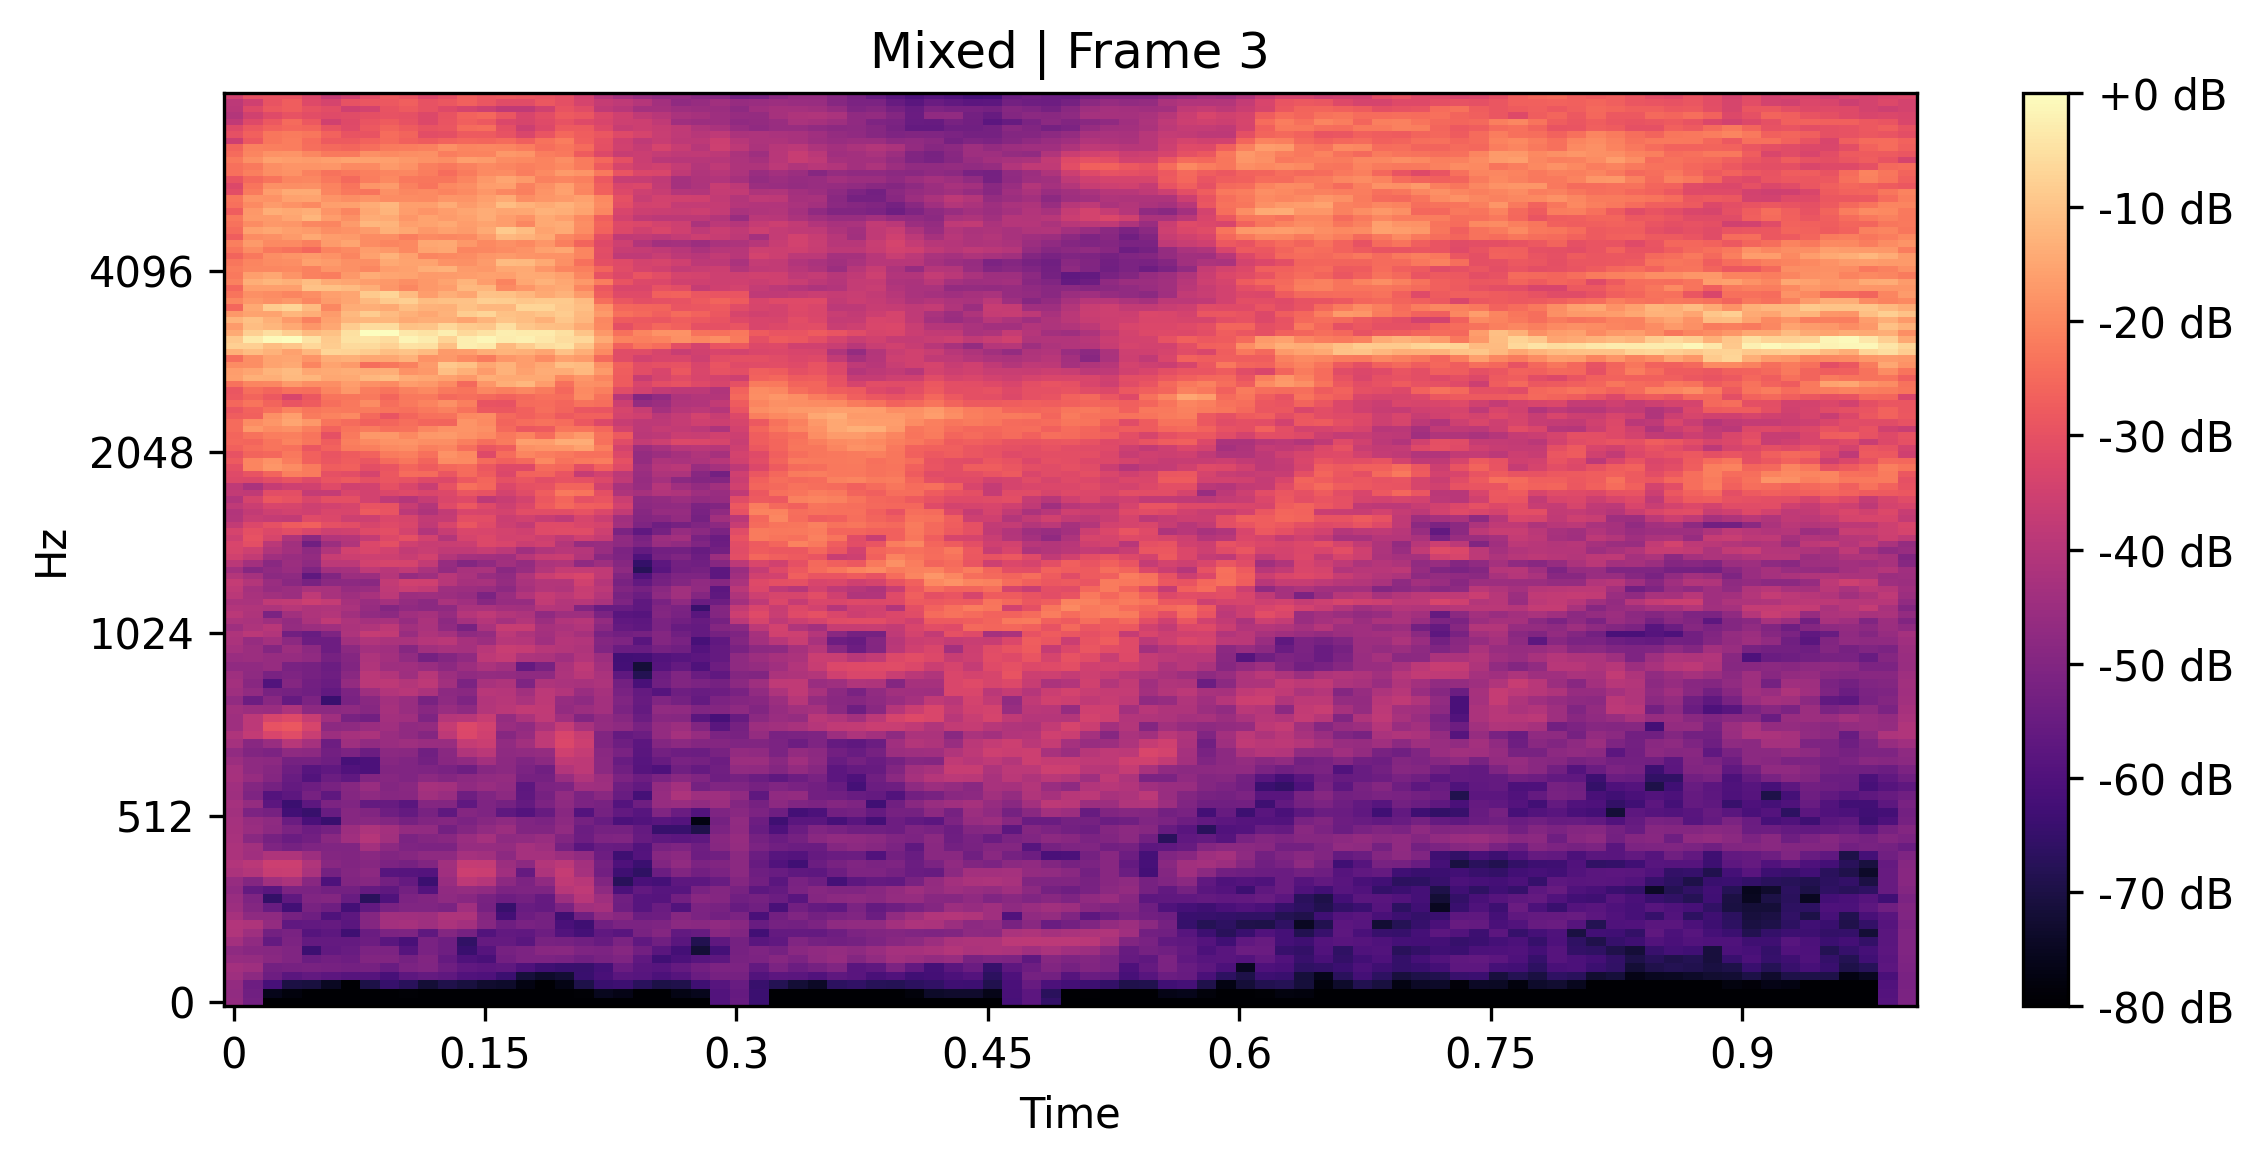 Mixed | Frame 3
+0 dB
-10 dB
-20 dB
-30 dB
-40 dB
-50 dB
-60 dB
-70 dB
-80 dB
Hz
4096
2048
1024
512
0
0 0.15 0.3 0.45 0.6 0.75 0.9
Time